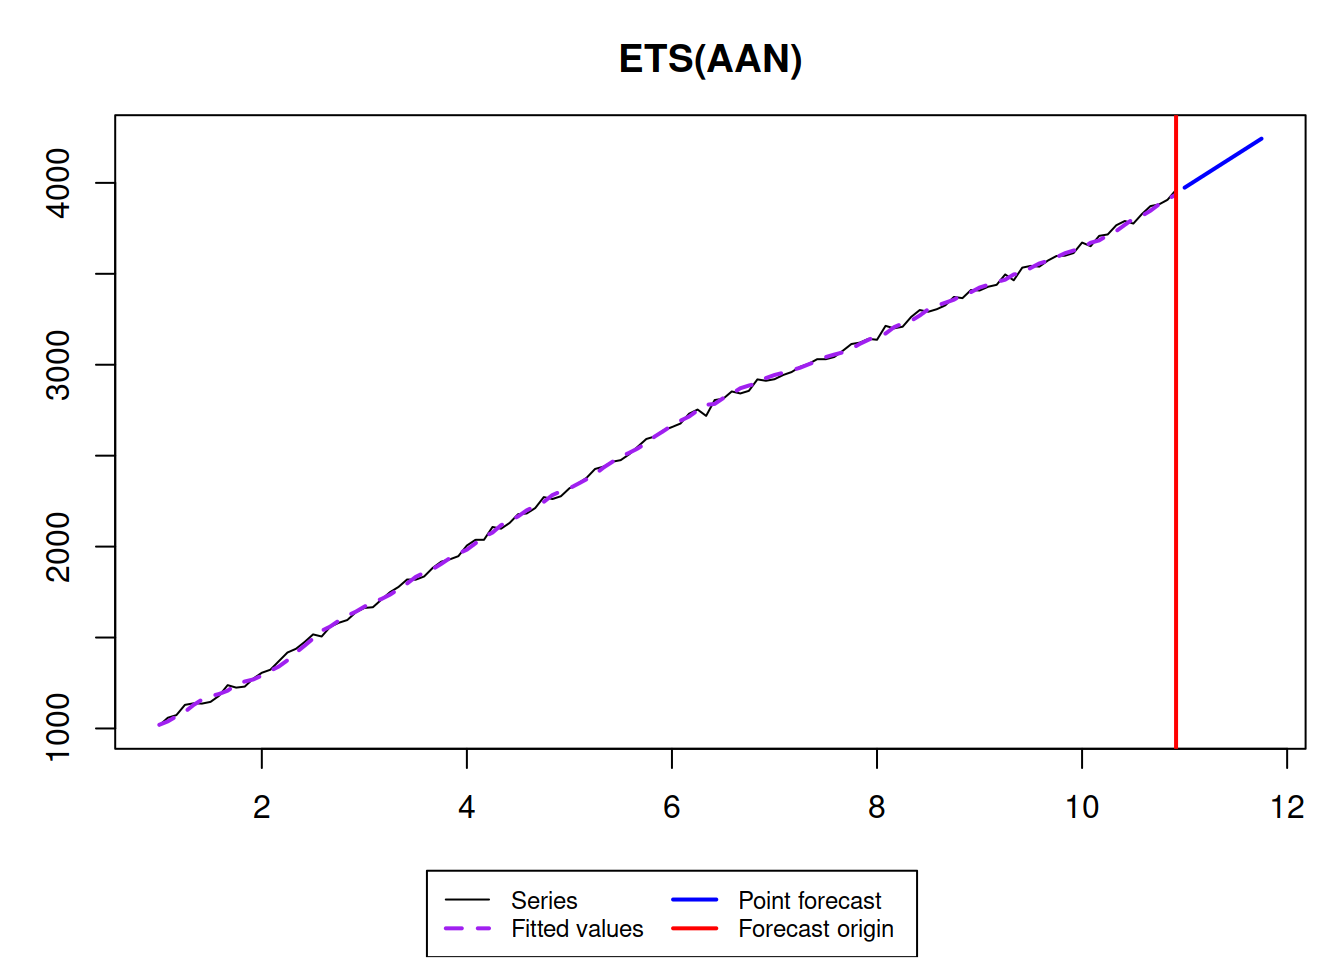 ETS(AAN)
4000
3000
2000
1000
2 4 6 8 10 12
Series Point forecast
Fitted values Forecast origin